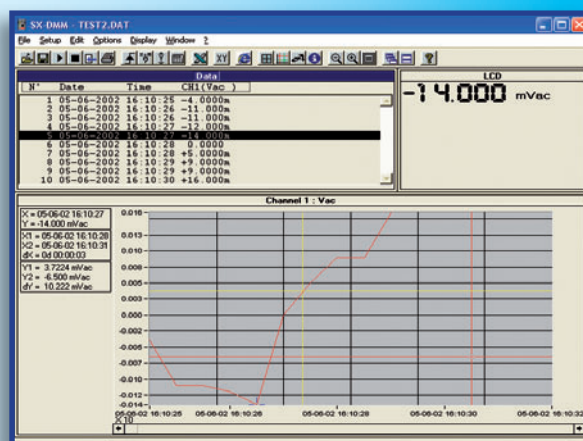 SX-DMM - TEST2.DAT
File Setup Edit Options Display Window ?
XY
Data
N° Date Time CH1(Vac )
1 05-06-2002 16:10:25 -4.0000m
2 05-06-2002 16:10:26 -11.000m
3 05-06-2002 16:10:26 -11.000m
4 05-06-2002 16:10:27 -12.000m
5 05-06-2002 16:10:27 -14.000m
6 05-06-2002 16:10:28 0.0000
7 05-06-2002 16:10:28 +5.0000m
8 05-06-2002 16:10:29 +9.0000m
9 05-06-2002 16:10:29 +9.0000m
10 05-06-2002 16:10:30 +16.000m
LCD
-14.000 mVac
Channel 1 : Vac
X = 05-06-02 16:10:27
Y = -14.000 mVac
X1 = 05-06-02 16:10:28
X2 = 05-06-02 16:10:31
dX = 0d 00:00:03
Y1 = 3.7224 mVac
Y2 = -6.500 mVac
dY = 10.222 mVac
0.016
0.013
0.010
0.008
0.005
0.003
0.000
-0.002
-0.005
-0.007
-0.010
-0.012
-0.014
05-06-02 16:10:25 05-06-02 16:10:26 05-06-02 16:10:28 05-06-02 16:10:30 05-06-02 16:10:32
X 10